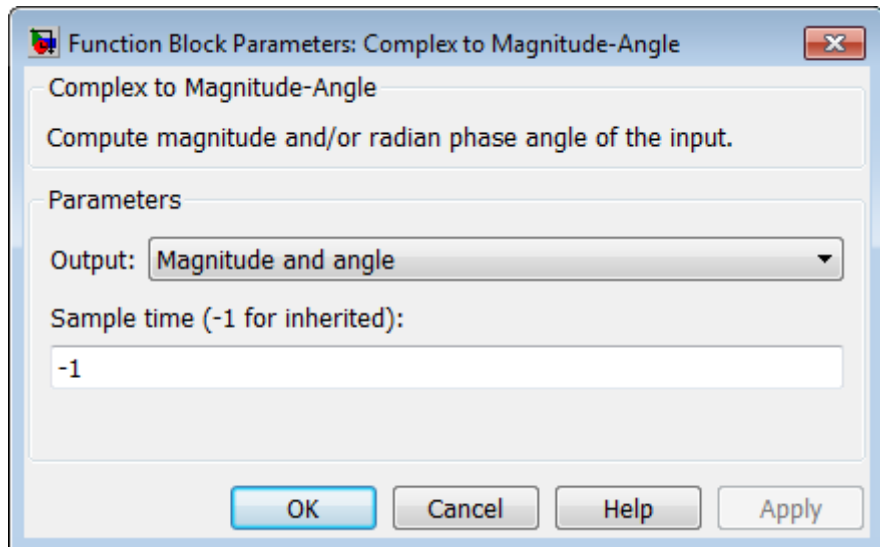 Function Block Parameters: Complex to Magnitude-Angle
Complex to Magnitude-Angle
Compute magnitude and/or radian phase angle of the input.
Parameters
Output: Magnitude and angle
Sample time (-1 for inherited):
-1
OK Cancel Help Apply